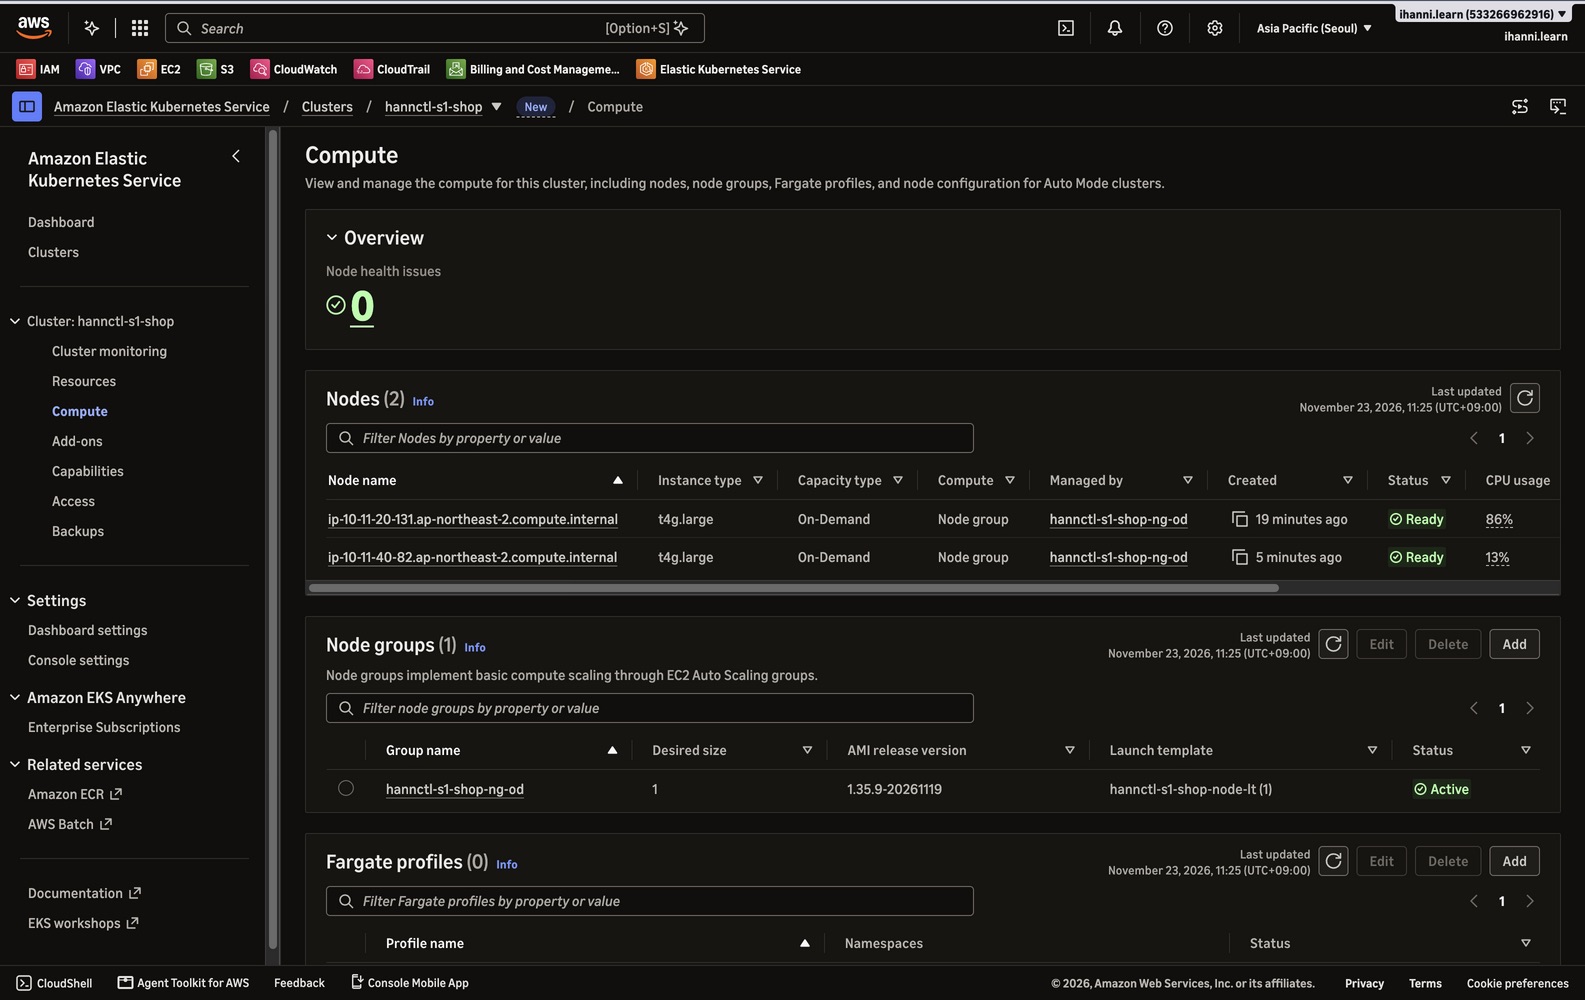 aws
Search [Option+S]
Asia Pacific (Seoul)
ihanni.learn (533266962916)
ihanni.learn
IAM VPC EC2 S3 CloudWatch CloudTrail Billing and Cost Manageme... Elastic Kubernetes Service
Amazon Elastic Kubernetes Service / Clusters / hannctl-s1-shop New / Compute
Amazon Elastic
Kubernetes Service
Dashboard
Clusters
Cluster: hannctl-s1-shop
Cluster monitoring
Resources
Compute
Add-ons
Capabilities
Access
Backups
Settings
Dashboard settings
Console settings
Amazon EKS Anywhere
Enterprise Subscriptions
Related services
Amazon ECR
AWS Batch
Documentation
EKS workshops
Compute
View and manage the compute for this cluster, including nodes, node groups, Fargate profiles, and node configuration for Auto Mode clusters.
Overview
Node health issues
0
Nodes (2) Info
Last updated
November 23, 2026, 11:25 (UTC+09:00)
Filter Nodes by property or value
1
Node name Instance type Capacity type Compute Managed by Created Status CPU usage
ip-10-11-20-131.ap-northeast-2.compute.internal t4g.large On-Demand Node group hannctl-s1-shop-ng-od 19 minutes ago Ready 86%
ip-10-11-40-82.ap-northeast-2.compute.internal t4g.large On-Demand Node group hannctl-s1-shop-ng-od 5 minutes ago Ready 13%
Node groups (1) Info
Last updated
November 23, 2026, 11:25 (UTC+09:00)
Edit Delete Add
Node groups implement basic compute scaling through EC2 Auto Scaling groups.
Filter node groups by property or value
1
Group name Desired size AMI release version Launch template Status
hannctl-s1-shop-ng-od 1 1.35.9-20261119 hannctl-s1-shop-node-lt (1) Active
Fargate profiles (0) Info
Last updated
November 23, 2026, 11:25 (UTC+09:00)
Edit Delete Add
Filter Fargate profiles by property or value
1
Profile name Namespaces Status
CloudShell Agent Toolkit for AWS Feedback Console Mobile App © 2026, Amazon Web Services, Inc. or its affiliates. Privacy Terms Cookie preferences